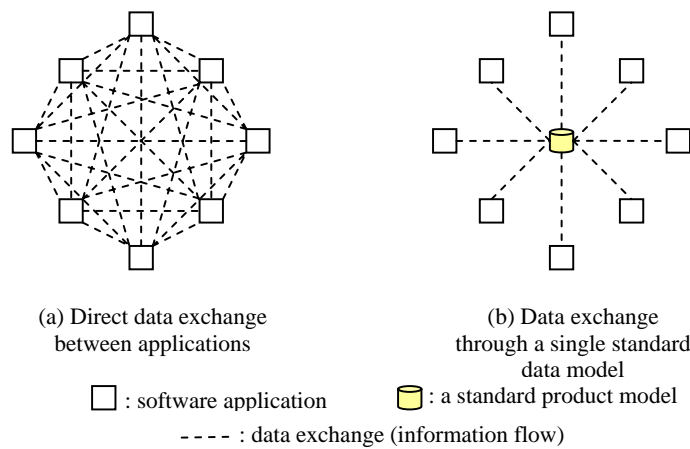 (a) Direct data exchange
between applications
(b) Data exchange
through a single standard
data model
: software application
: a standard product model
: data exchange (information flow)